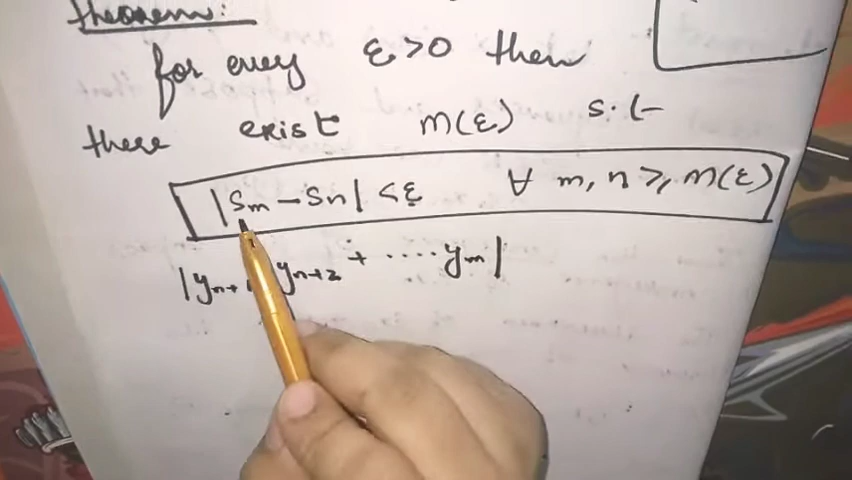 theorem:
for every ε>0 then
there exist m(ε) s.t
|Sm - Sn| < ε ∀ m, n ≥ m(ε)
|yn+1 yn+2 + .... ym|